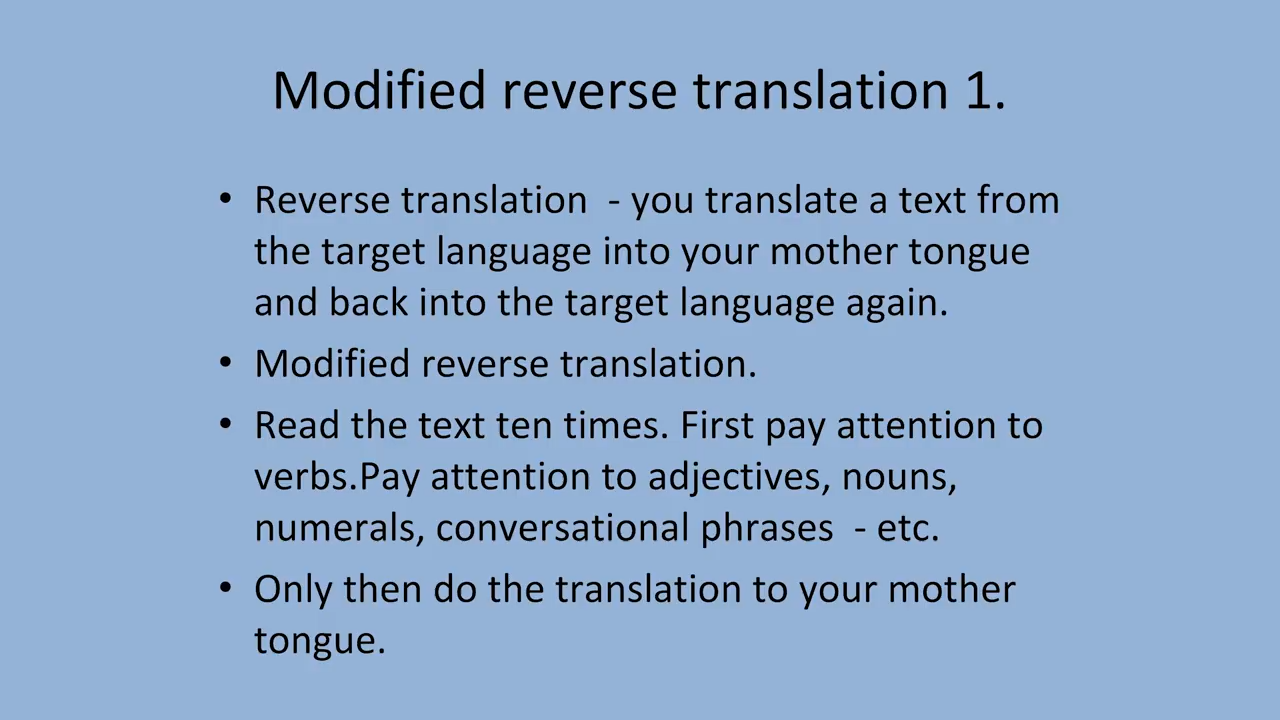 Modified reverse translation 1.
• Reverse translation  - you translate a text from
the target language into your mother tongue
and back into the target language again.
• Modified reverse translation.
• Read the text ten times. First pay attention to
verbs.Pay attention to adjectives, nouns,
numerals, conversational phrases  - etc.
• Only then do the translation to your mother
tongue.